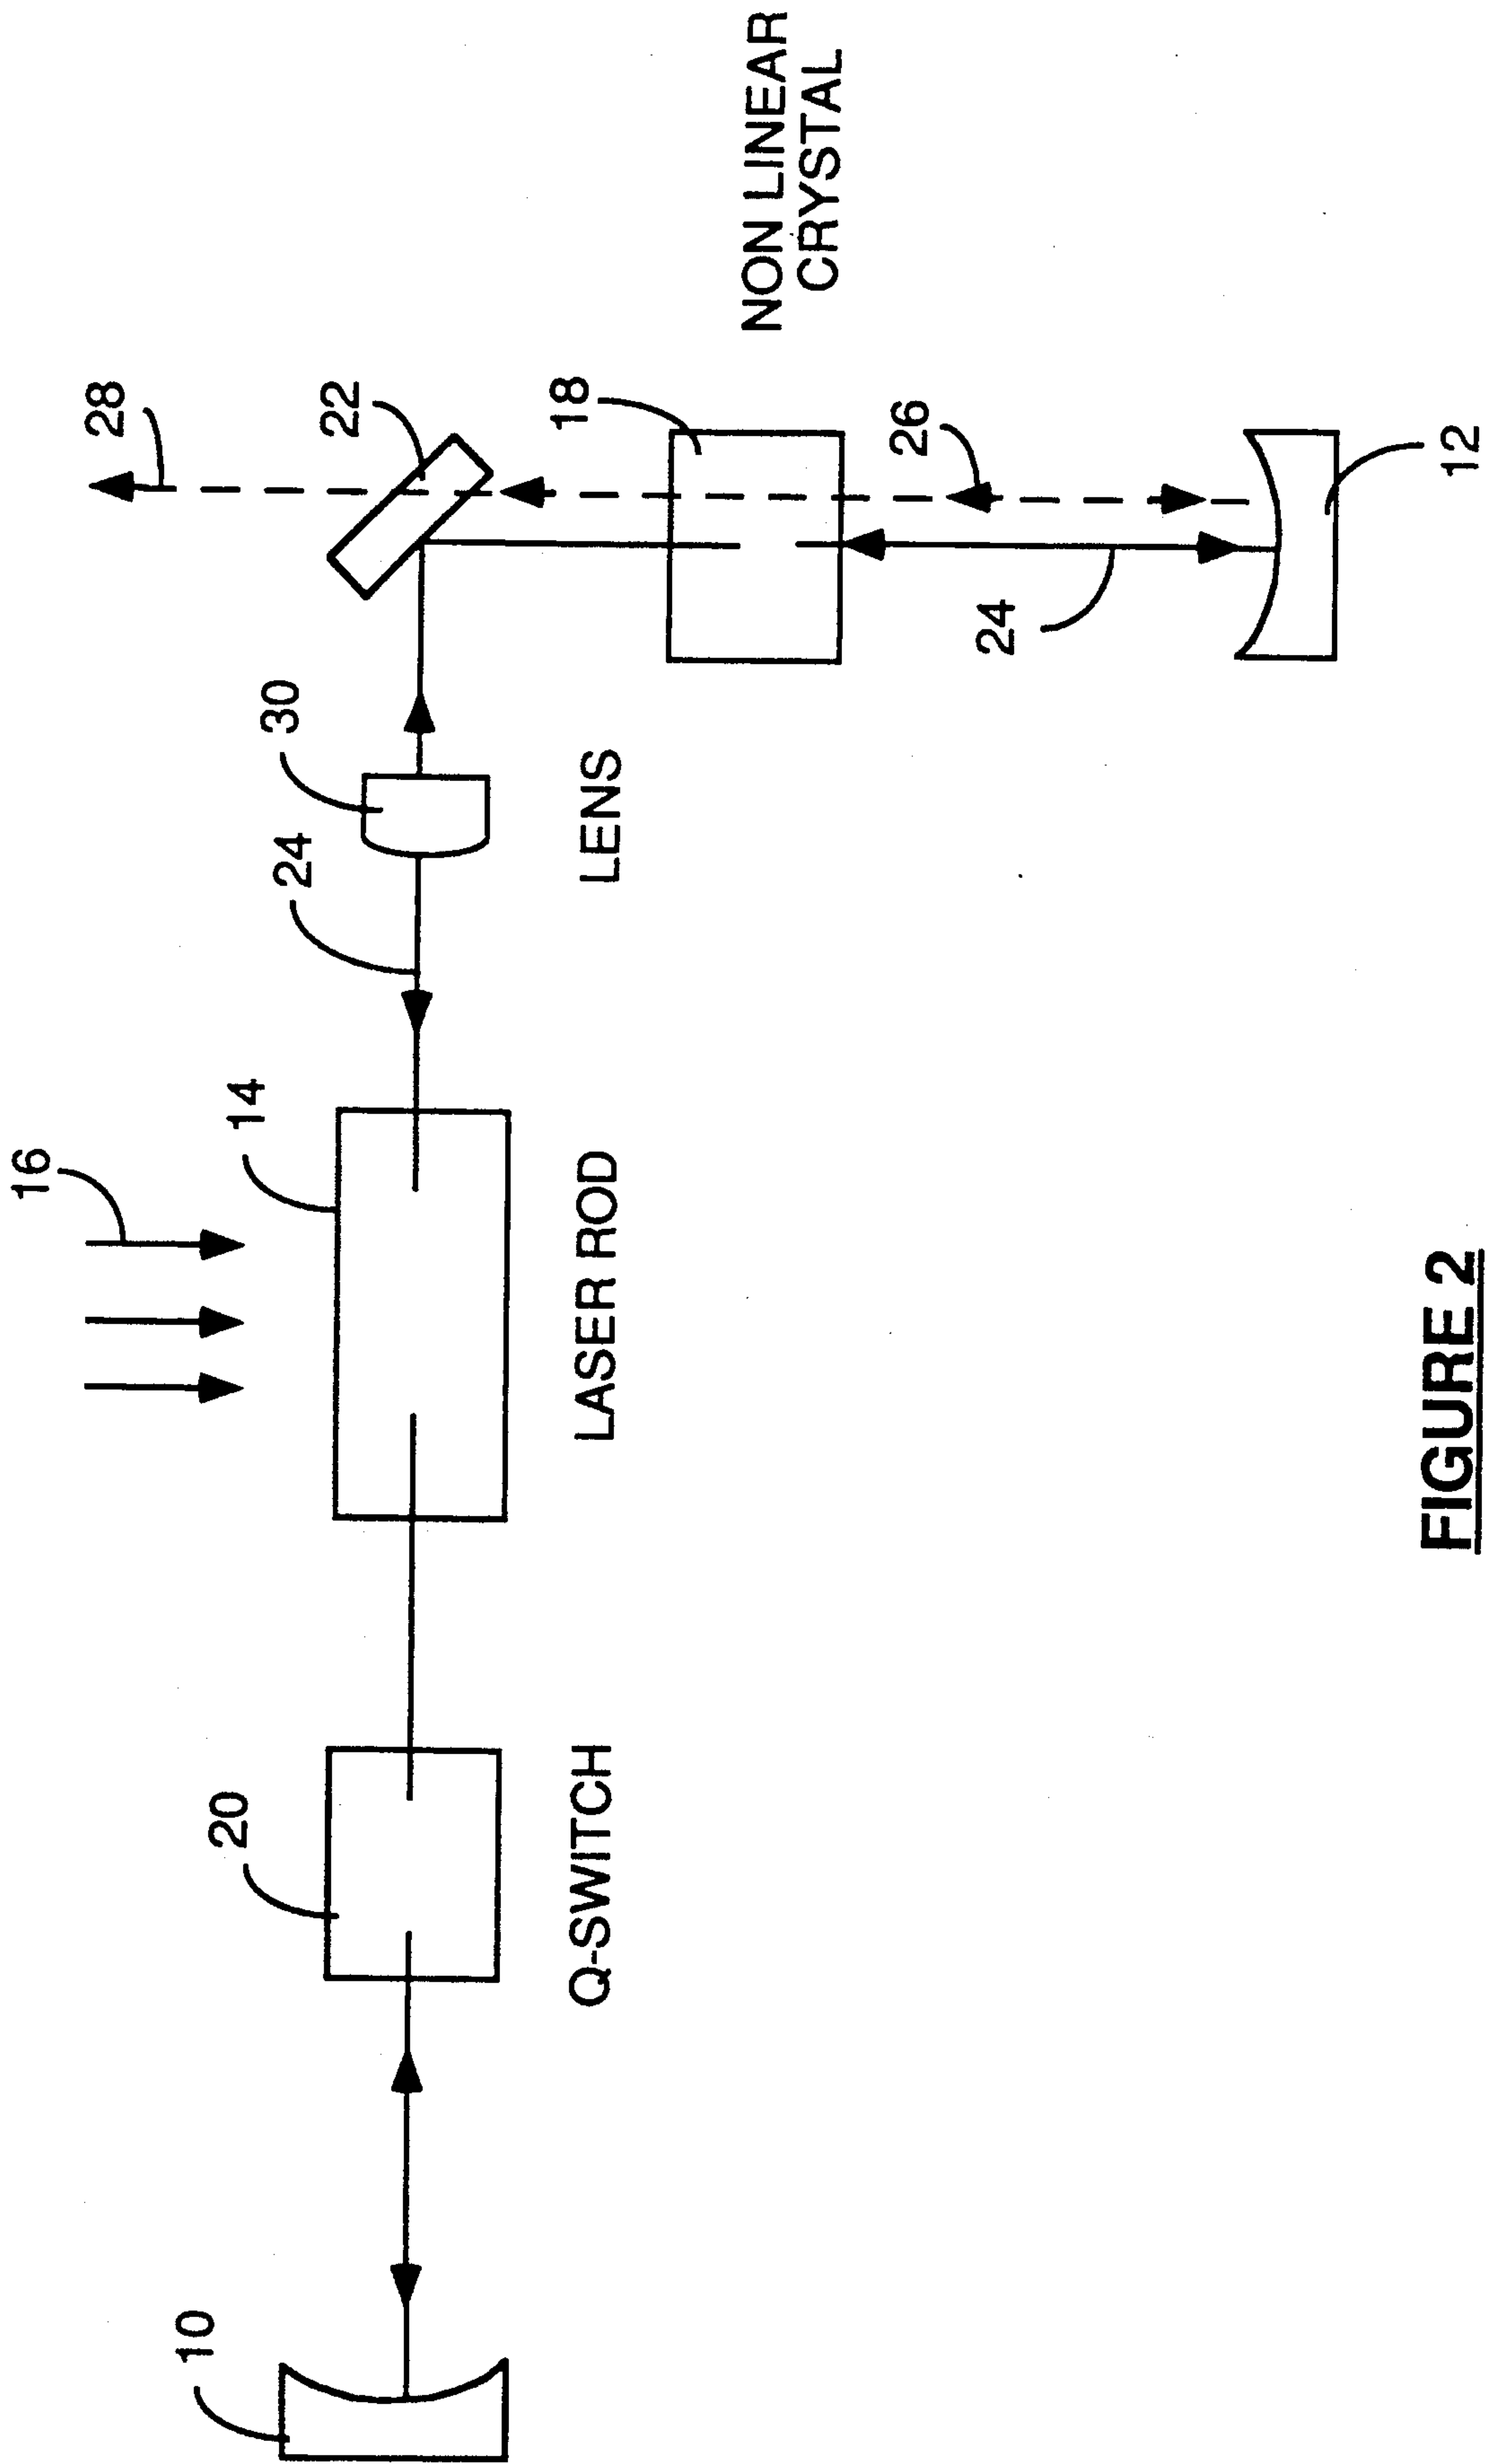 16
28
10
20
14
24
30
22
18
Q-SWITCH
LASER ROD
LENS
NON LINEAR
CRYSTAL
26
24
12
FIGURE 2